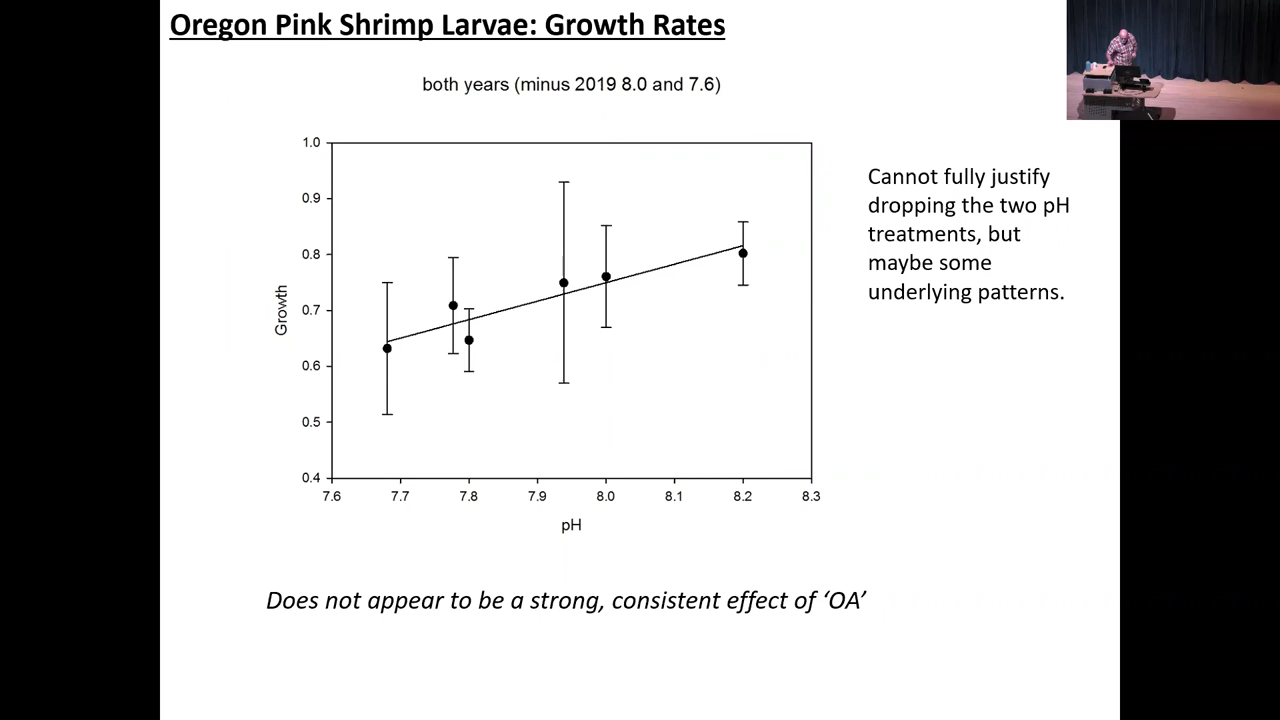 Oregon Pink Shrimp Larvae: Growth Rates
both years (minus 2019 8.0 and 7.6)
Cannot fully justify
dropping the two pH
treatments, but
maybe some
underlying patterns.
1.0
0.9
0.8
0.7
0.6
0.5
0.4
Growth
7.6 7.7 7.8 7.9 8.0 8.1 8.2 8.3
pH
Does not appear to be a strong, consistent effect of ‘OA’